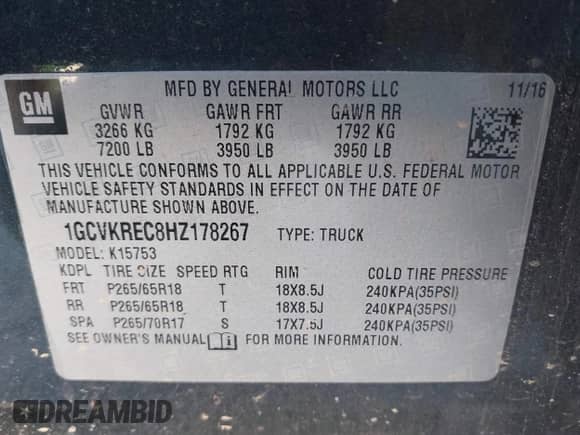 GM
MFD BY GENERAL MOTORS LLC
11/16
GVWR GAWR FRT GAWR RR
3266 KG 1792 KG 1792 KG
7200 LB 3950 LB 3950 LB
THIS VEHICLE CONFORMS TO ALL APPLICABLE U.S. FEDERAL MOTOR
VEHICLE SAFETY STANDARDS IN EFFECT ON THE DATE OF
MANUFACTURE SHOWN ABOVE.
1GCVKREC8HZ178267 TYPE: TRUCK
MODEL: K15753
KDPL TIRE SIZE SPEED RTG RIM COLD TIRE PRESSURE
FRT P265/65R18 T 18X8.5J 240KPA(35PSI)
RR P265/65R18 T 18X8.5J 240KPA(35PSI)
SPA P265/70R17 S 17X7.5J 240KPA(35PSI)
SEE OWNER'S MANUAL i FOR MORE INFORMATION.
DREAMBID